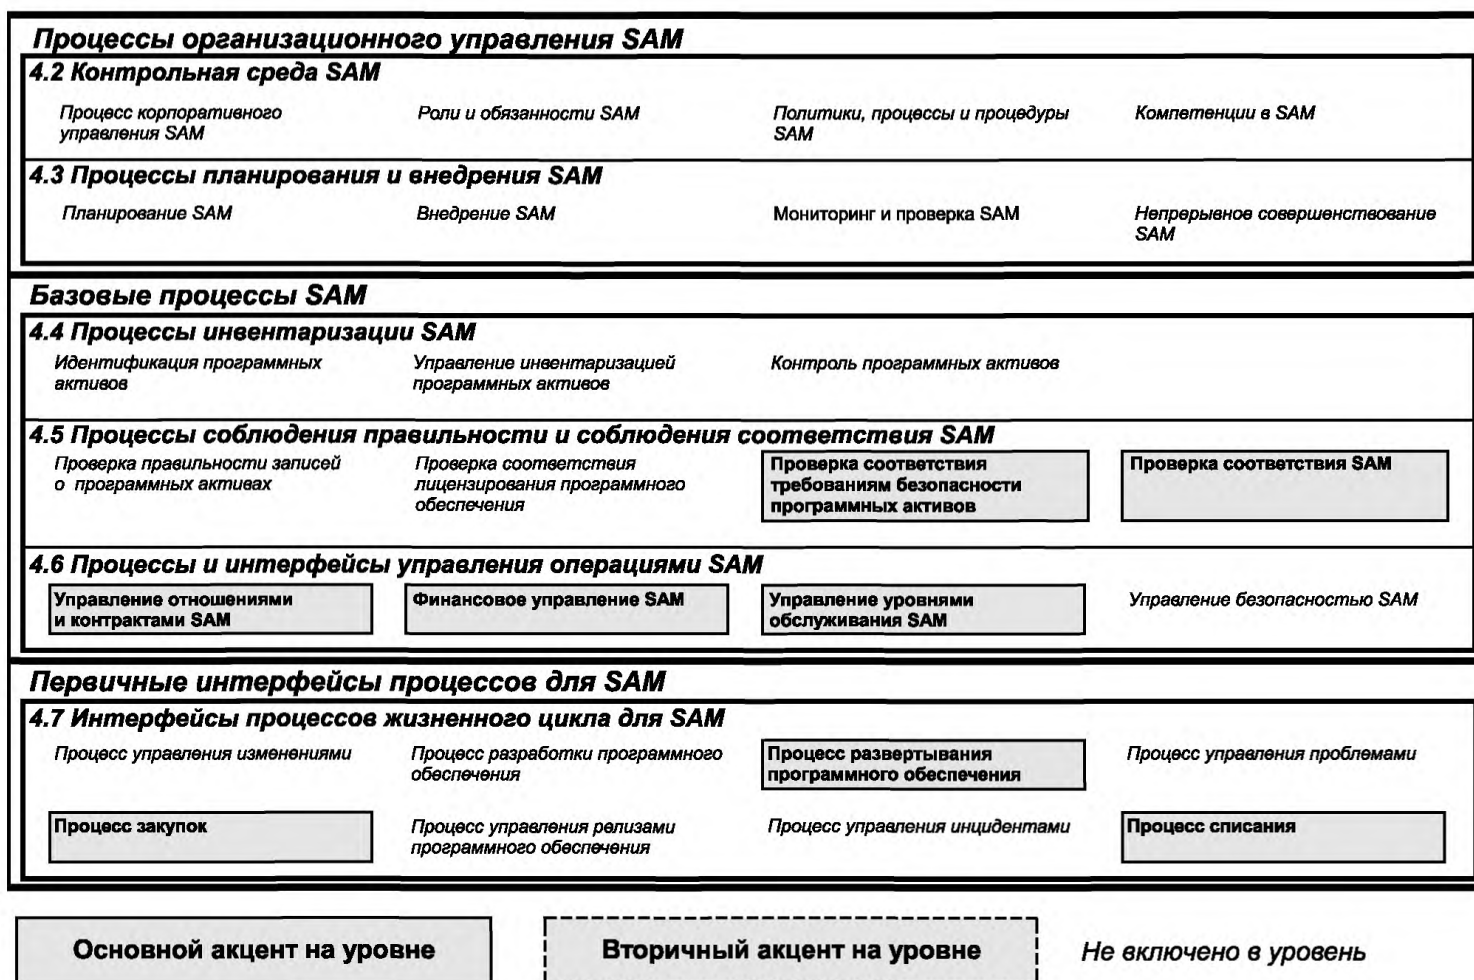 Процессы организационного управления SAM
4.2 Контрольная среда SAM
Процесс корпоративного
управления SAM
Роли и обязанности SAM
Политики, процессы и процедуры
SAM
Компетенции в SAM
4.3 Процессы планирования и внедрения SAM
Планирование SAM
Внедрение SAM
Мониторинг и проверка SAM
Непрерывное совершенствование
SAM
Базовые процессы SAM
4.4 Процессы инвентаризации SAM
Идентификация программных
активов
Управление инвентаризацией
программных активов
Контроль программных активов
4.5 Процессы соблюдения правильности и соблюдения соответствия SAM
Проверка правильности записей
о программных активах
Проверка соответствия
лицензирования программного
обеспечения
Проверка соответствия
требованиям безопасности
программных активов
Проверка соответствия SAM
4.6 Процессы и интерфейсы управления операциями SAM
Управление отношениями
и контрактами SAM
Финансовое управление SAM
Управление уровнями
обслуживания SAM
Управление безопасностью SAM
Первичные интерфейсы процессов для SAM
4.7 Интерфейсы процессов жизненного цикла для SAM
Процесс управления изменениями
Процесс разработки программного
обеспечения
Процесс развертывания
программного обеспечения
Процесс управления проблемами
Процесс закупок
Процесс управления релизами
программного обеспечения
Процесс управления инцидентами
Процесс списания
Основной акцент на уровне
Вторичный акцент на уровне
Не включено в уровень